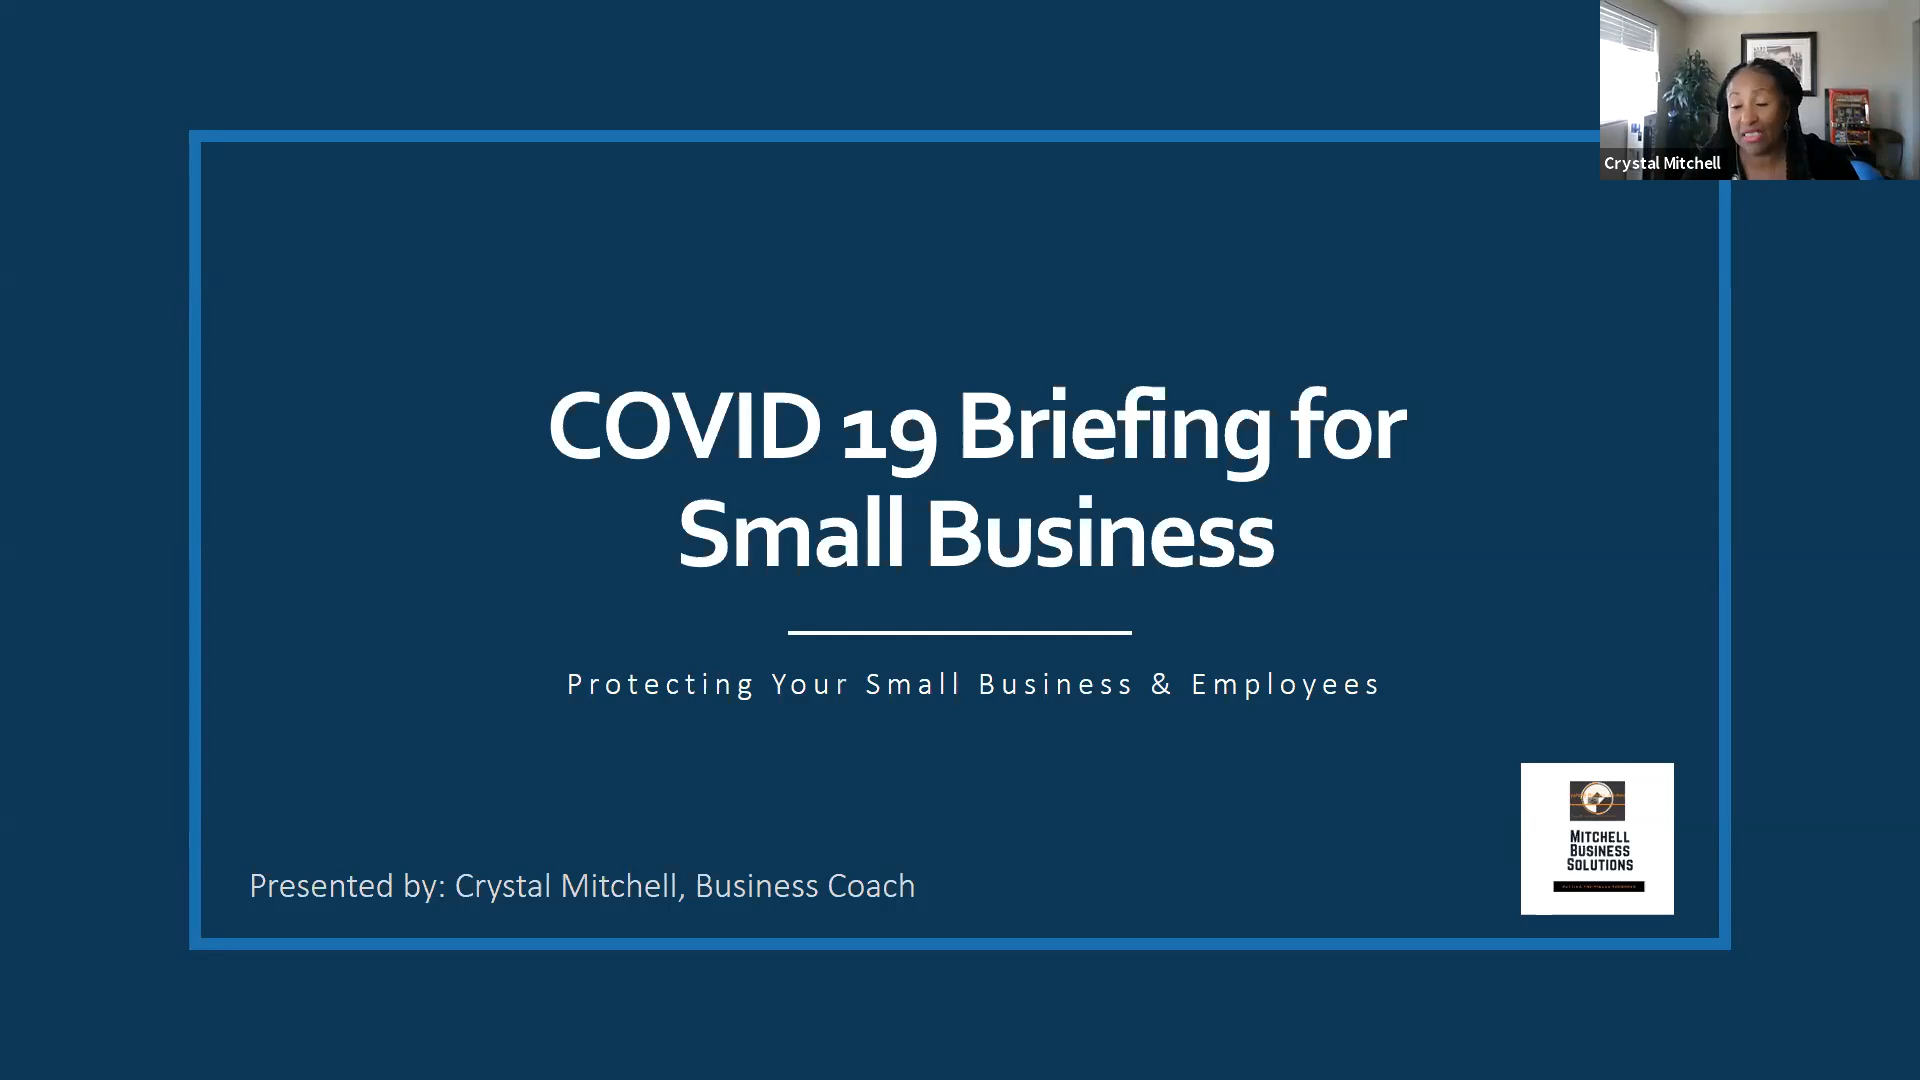 Crystal Mitchell
COVID 19 Briefing for
Small Business
Protecting Your Small Business & Employees
MITCHELL
BUSINESS
SOLUTIONS
Presented by: Crystal Mitchell, Business Coach